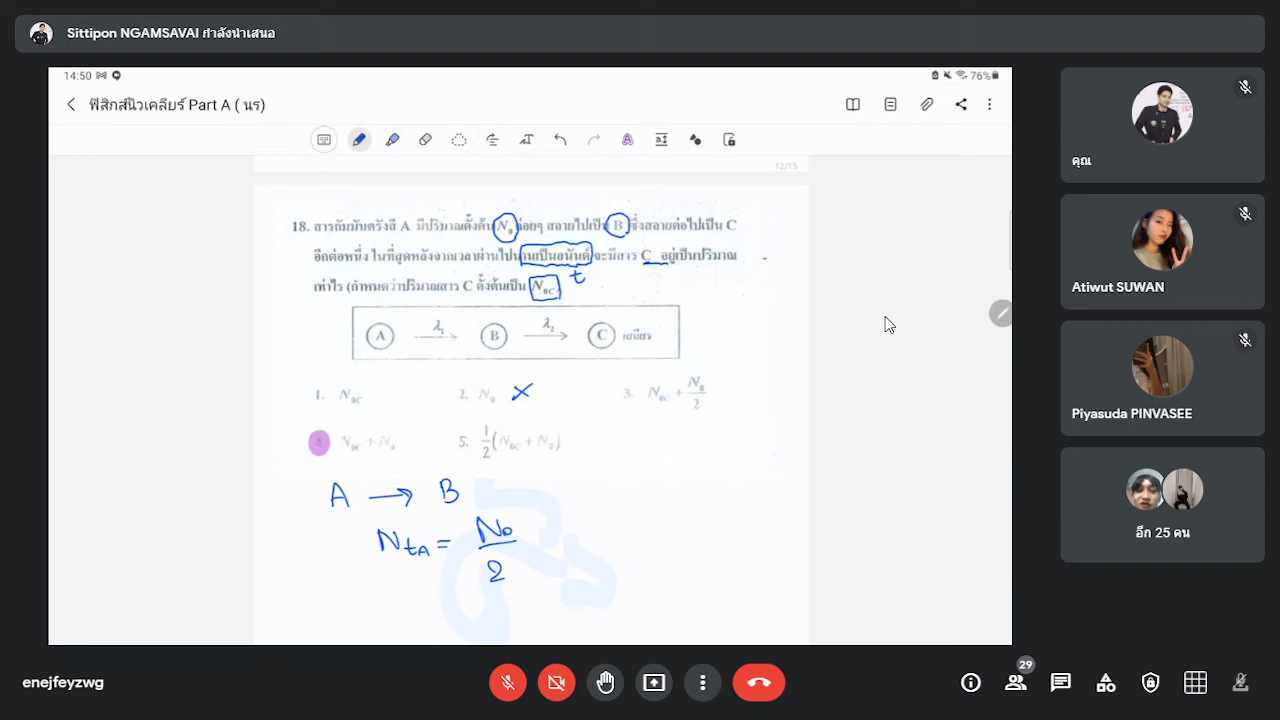 Sittipon NGAMSAVAI กำลังนำเสนอ
14:50
76%
ฟิสิกส์นิวเคลียร์ Part A ( นร)
12/15
18. สารกัมมันตรังสี A มีปริมาณตั้งต้น N₀ ค่อยๆ สลายไปเป็น B ซึ่งสลายต่อไปเป็น C
อีกต่อหนึ่ง ในที่สุดหลังจากเวลาผ่านไปนานเป็นอนันต์ จะมีสาร C อยู่เป็นปริมาณ
t
เท่าไร (กำหนดว่าปริมาณสาร C ตั้งต้นเป็น N₀C
A λ₁ B λ₂ C เสถียร
1. N₀C 2. N₀ × 3. N₀C + N₀/2
4. N₀C + N₀ 5. 1/2(N₀C + N₀)
A → B
NtA = N₀/2
คุณ
Atiwut SUWAN
Piyasuda PINVASEE
อีก 25 คน
enejfeyzwg
29